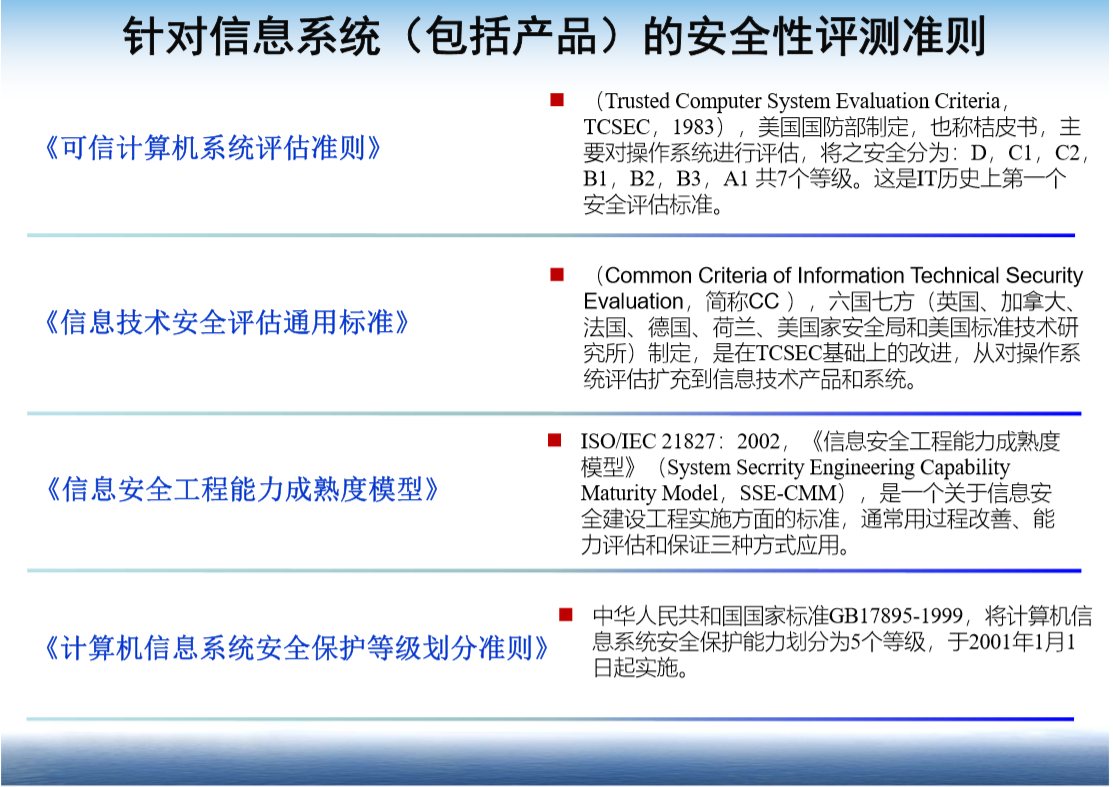 针对信息系统（包括产品）的安全性评测准则
《可信计算机系统评估准则》
（Trusted Computer System Evaluation Criteria，
TCSEC，1983），美国国防部制定，也称桔皮书，主
要对操作系统进行评估，将之安全分为：D，C1，C2，
B1，B2，B3，A1 共7个等级。这是IT历史上第一个
安全评估标准。
《信息技术安全评估通用标准》
（Common Criteria of Information Technical Security
Evaluation，简称CC ），六国七方（英国、加拿大、
法国、德国、荷兰、美国家安全局和美国标准技术研
究所）制定，是在TCSEC基础上的改进，从对操作系
统评估扩充到信息技术产品和系统。
《信息安全工程能力成熟度模型》
ISO/IEC 21827：2002，《信息安全工程能力成熟度
模型》（System Secrrity Engineering Capability
Maturity Model，SSE-CMM），是一个关于信息安
全建设工程实施方面的标准，通常用过程改善、能
力评估和保证三种方式应用。
《计算机信息系统安全保护等级划分准则》
中华人民共和国国家标准GB17895-1999，将计算机信
息系统安全保护能力划分为5个等级，于2001年1月1
日起实施。